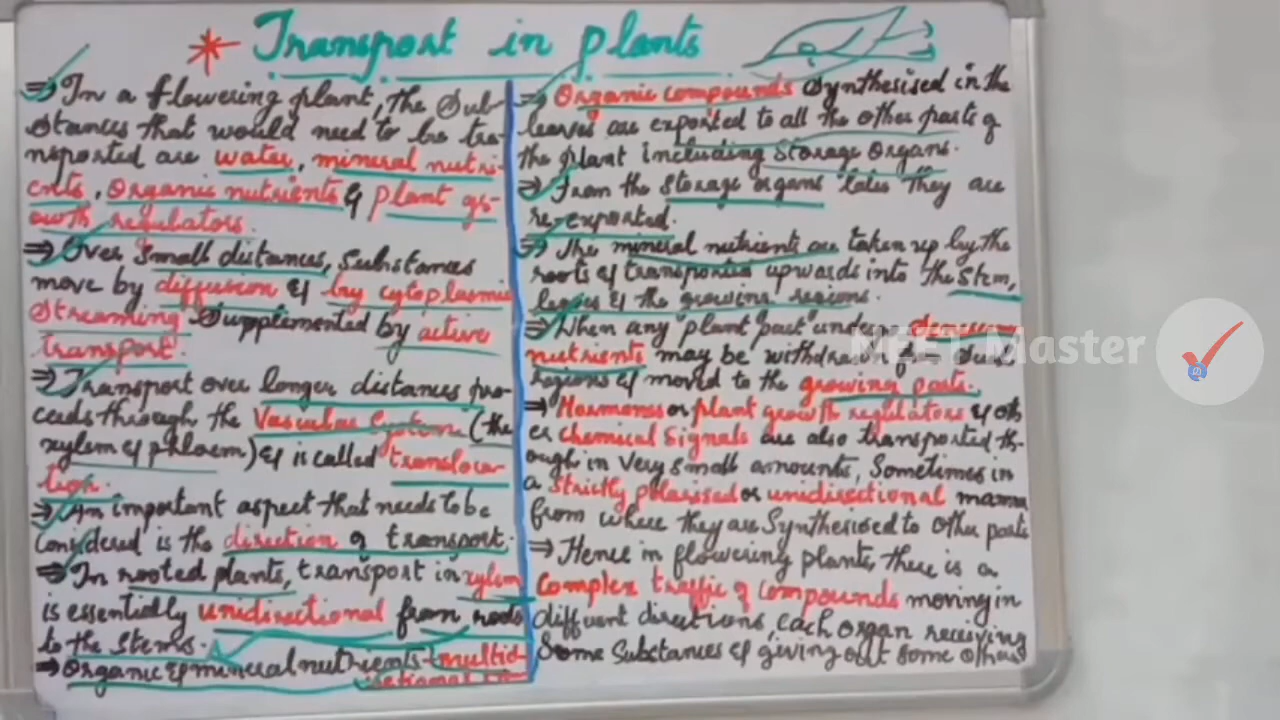 Transport in plants
⇒ In a flowering plant, the sub-
stances that would need to be tra-
nsported are water, mineral nutri-
ents, organic nutrients & plant gr-
owth regulators.
⇒ Over small distances, substances
move by diffusion & by cytoplasmic
streaming supplemented by active
transport.
⇒ Transport over longer distances pro-
ceeds through the Vascular system (the
xylem & phloem) & is called transloca-
tion.
⇒ An important aspect that needs to be
considered is the direction of transport.
⇒ In rooted plants, transport in xylem
is essentially unidirectional from roots
to the stems.
⇒ Organic & mineral nutrients - multid-
⇒ Organic compounds synthesised in the
leaves are exported to all the other parts of
the plant including storage organs.
⇒ From the storage organs later they are
re-exported.
⇒ The mineral nutrients are taken up by the
roots & transported upwards into the stem,
leaves & the growing regions.
⇒ When any "plant part"
nutrients may be withdrawn
regions & moved to the growing parts.
⇒ Hormones or plant growth regulators & oth-
er chemical signals are also transported th-
ough in very small amounts, sometimes in
a strictly polarised or unidirectional manner
from where they are synthesised to other parts
⇒ Hence in flowering plants, there is a
complex traffic of compounds moving in
different directions, each organ receiving
some substances & giving out some others
NEET Master